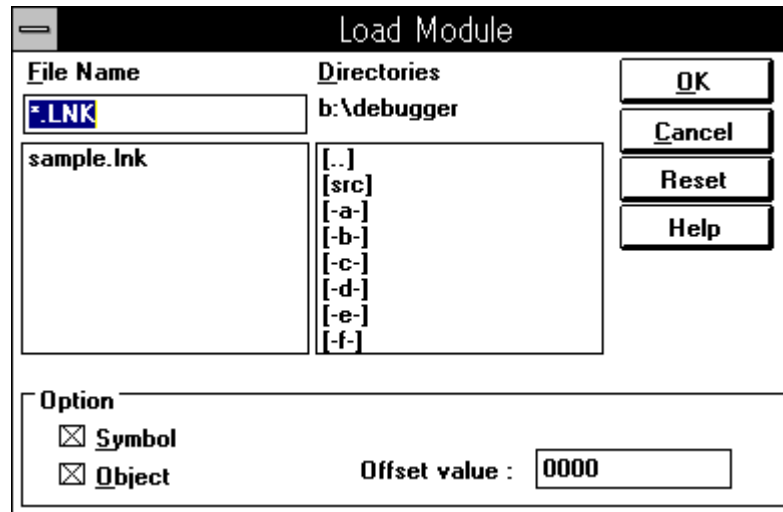 Load Module
File Name
*.LNK
sample.lnk
Directories
b:\debugger
[..]
[src]
[-a-]
[-b-]
[-c-]
[-d-]
[-e-]
[-f-]
OK
Cancel
Reset
Help
Option
Symbol
Object
Offset value : 0000